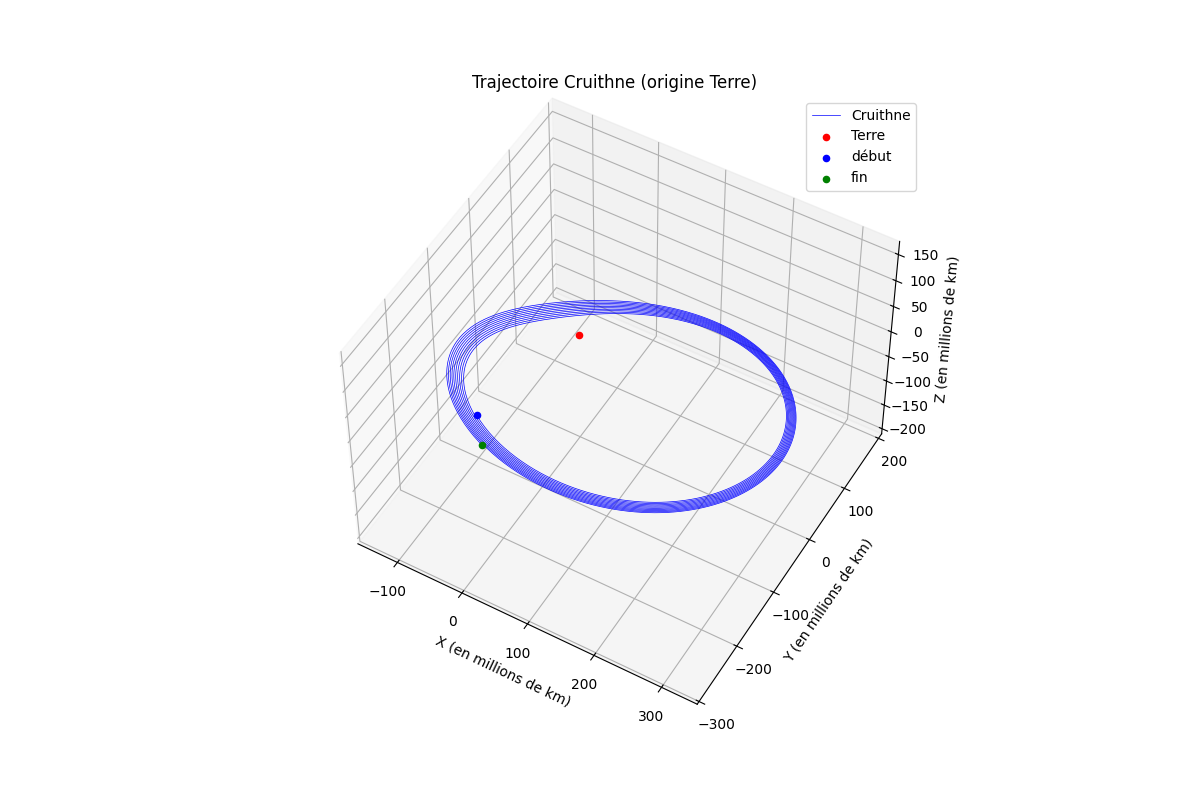 Trajectoire Cruithne (origine Terre)
Cruithne
Terre
début
fin
150
100
50
0
−50
−100
−150
−200
Z (en millions de km)
200
100
0
−100
−200
−300
Y (en millions de km)
−100
0
100
200
300
X (en millions de km)